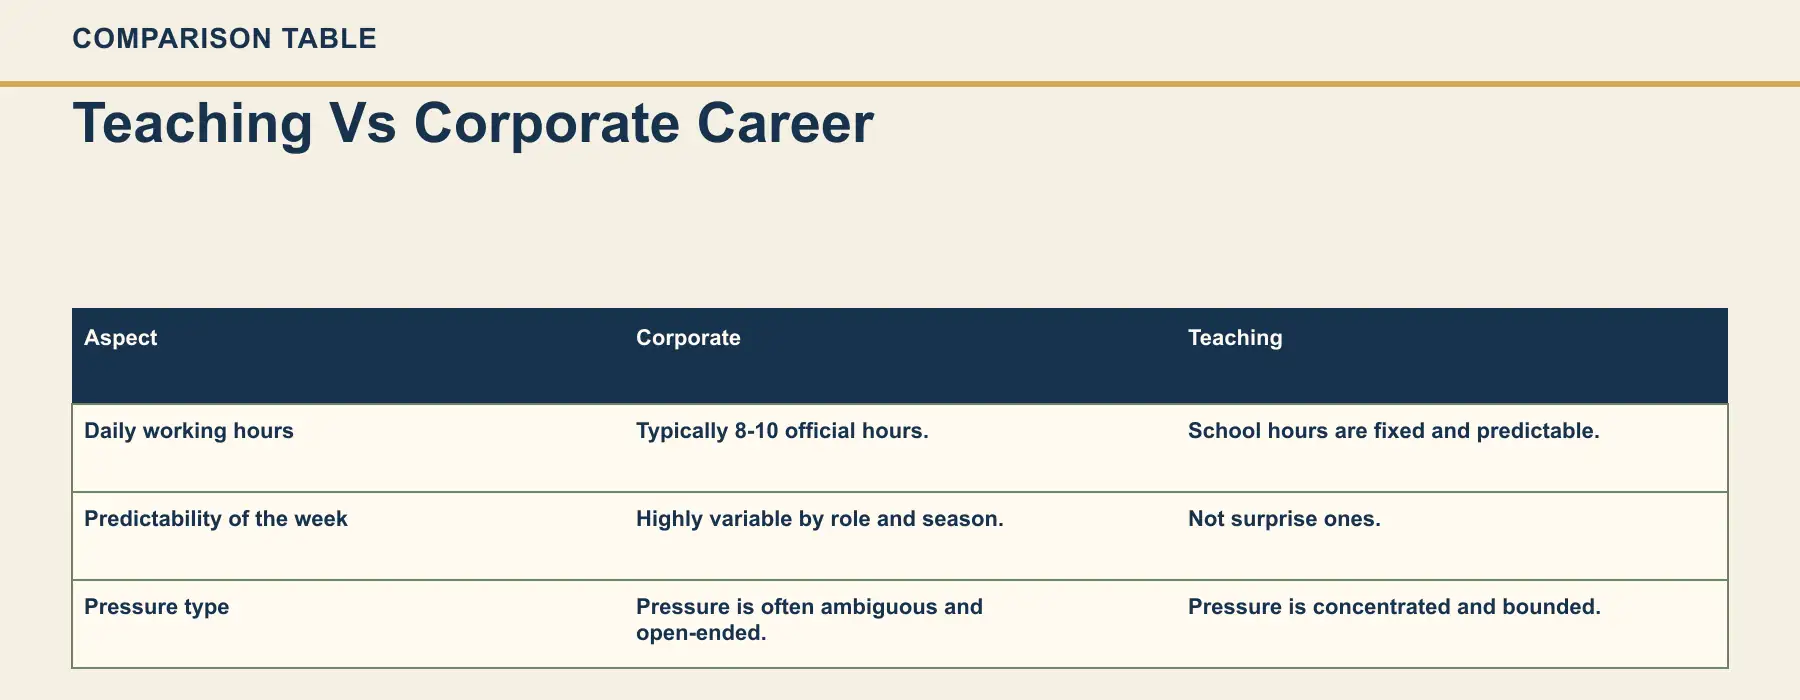 COMPARISON TABLE
Teaching Vs Corporate Career
Aspect Corporate Teaching
Daily working hours Typically 8-10 official hours. School hours are fixed and predictable.
Predictability of the week Highly variable by role and season. Not surprise ones.
Pressure type Pressure is often ambiguous and Pressure is concentrated and bounded.
open-ended.